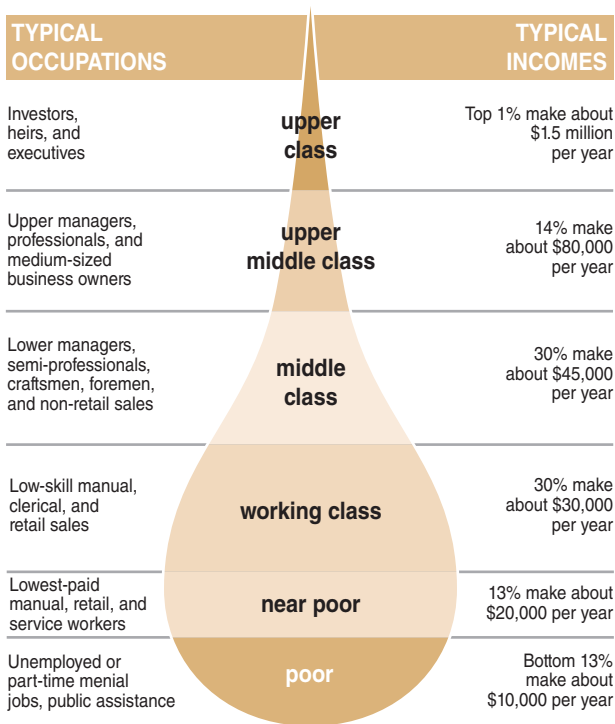 TYPICAL
OCCUPATIONS
TYPICAL
INCOMES
Investors,
heirs, and
executives
upper
class
Top 1% make about
$1.5 million
per year
Upper managers,
professionals, and
medium-sized
business owners
upper
middle class
14% make
about $80,000
per year
Lower managers,
semi-professionals,
craftsmen, foremen,
and non-retail sales
middle
class
30% make
about $45,000
per year
Low-skill manual,
clerical, and
retail sales
working class
30% make
about $30,000
per year
Lowest-paid
manual, retail, and
service workers
near poor
13% make about
$20,000 per year
Unemployed or
part-time menial
jobs, public assistance
poor
Bottom 13%
make about
$10,000 per year